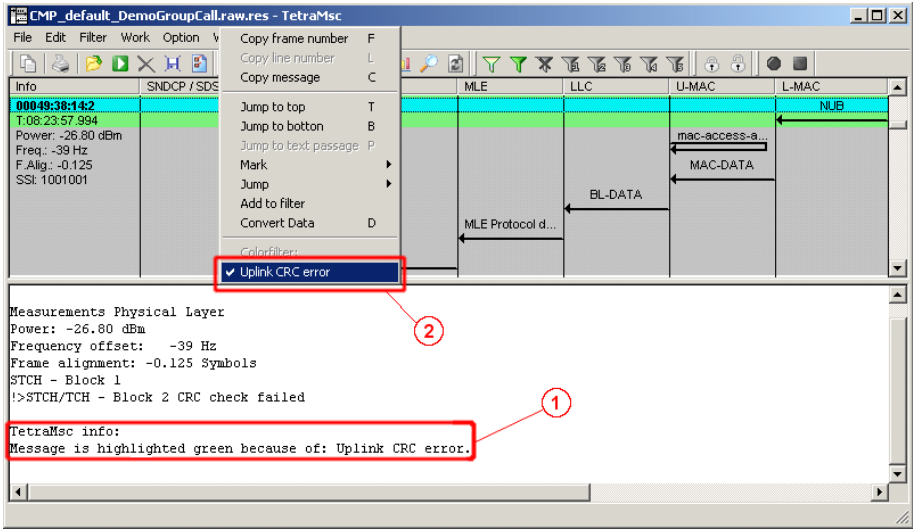 CMP_default_DemoGroupCall.raw.res - TetraMsc
File Edit Filter Work Option
Copy frame number F
Copy line number L
Copy message C
Jump to top T
Jump to botton B
Jump to text passage P
Mark
Jump
Add to filter
Convert Data D
Colorfilter:
Uplink CRC error
Info SNDCP / SDS MLE LLC U-MAC L-MAC
00049:38:14:2 NUB
T:08:23:57.994
Power: -26.80 dBm mac-access-a...
Freq.: -39 Hz
F.Alig.: -0.125 MAC-DATA
SSI: 1001001
BL-DATA
MLE Protocol d...
2
Measurements Physical Layer
Power: -26.80 dBm
Frequency offset: -39 Hz
Frame alignment: -0.125 Symbols
STCH - Block 1
!>STCH/TCH - Block 2 CRC check failed
1
TetraMsc info:
Message is highlighted green because of: Uplink CRC error.